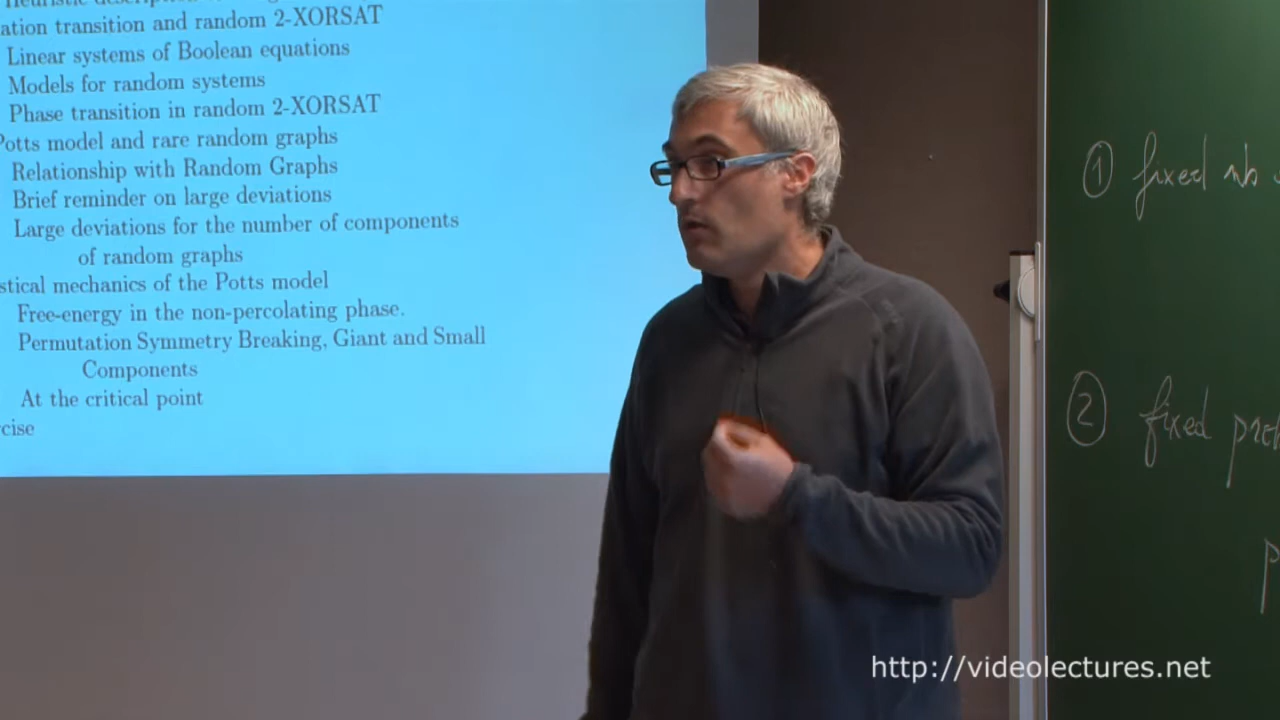 ation transition and random 2-XORSAT
Linear systems of Boolean equations
Models for random systems
Phase transition in random 2-XORSAT
Potts model and rare random graphs
Relationship with Random Graphs
Brief reminder on large deviations
Large deviations for the number of components
of random graphs
stical mechanics of the Potts model
Free-energy in the non-percolating phase.
Permutation Symmetry Breaking, Giant and Small
Components
At the critical point
cise
① fixed nb
② fixed
http://videolectures.net